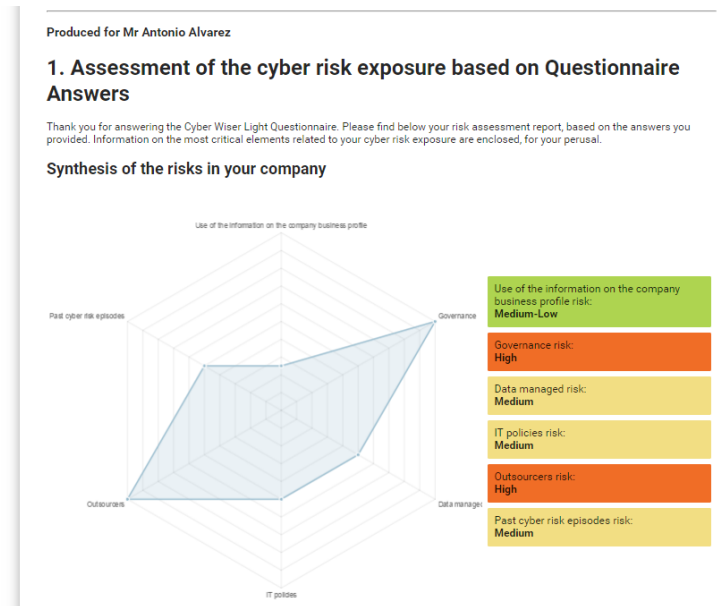 Produced for Mr Antonio Alvarez
1. Assessment of the cyber risk exposure based on Questionnaire
Answers
Thank you for answering the Cyber Wiser Light Questionnaire. Please find below your risk assessment report, based on the answers you
provided. Information on the most critical elements related to your cyber risk exposure are enclosed, for your perusal.
Synthesis of the risks in your company
Use of the information on the company business profile
Past cyber risk episodes
Governance
Outsourcers
Data managed
IT policies
Use of the information on the company
business profile risk:
Medium-Low
Governance risk:
High
Data managed risk:
Medium
IT policies risk:
Medium
Outsourcers risk:
High
Past cyber risk episodes risk:
Medium